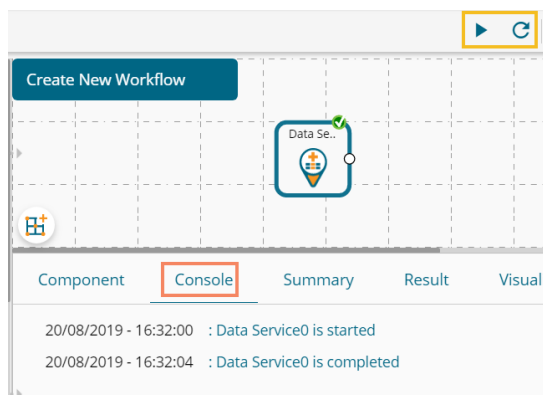 Create New Workflow
Data Se..
Component Console Summary Result Visual
20/08/2019 - 16:32:00 : Data Service0 is started
20/08/2019 - 16:32:04 : Data Service0 is completed